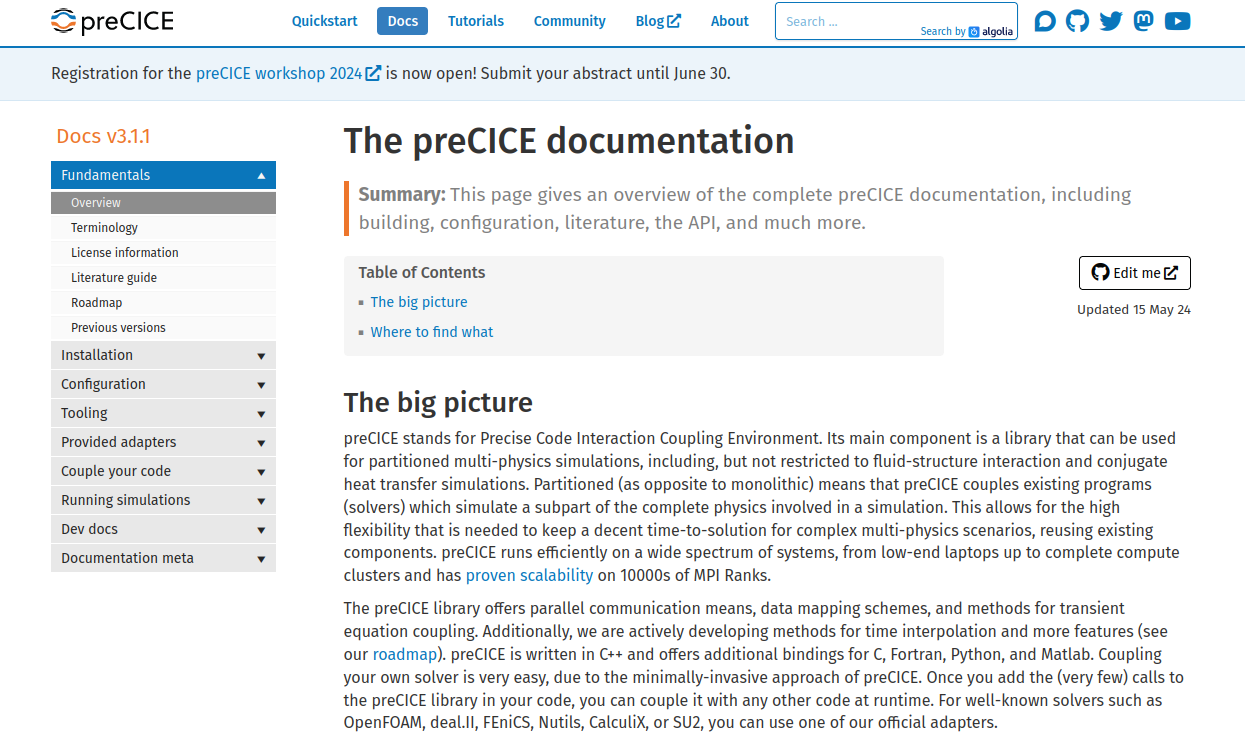 preCICE
Quickstart Docs Tutorials Community Blog About Search ...
Search by algolia
Registration for the preCICE workshop 2024 is now open! Submit your abstract until June 30.
Docs v3.1.1
Fundamentals
Overview
Terminology
License information
Literature guide
Roadmap
Previous versions
Installation
Configuration
Tooling
Provided adapters
Couple your code
Running simulations
Dev docs
Documentation meta
The preCICE documentation
Summary: This page gives an overview of the complete preCICE documentation, including
building, configuration, literature, the API, and much more.
Table of Contents
The big picture
Where to find what
Edit me
Updated 15 May 24
The big picture
preCICE stands for Precise Code Interaction Coupling Environment. Its main component is a library that can be used
for partitioned multi-physics simulations, including, but not restricted to fluid-structure interaction and conjugate
heat transfer simulations. Partitioned (as opposite to monolithic) means that preCICE couples existing programs
(solvers) which simulate a subpart of the complete physics involved in a simulation. This allows for the high
flexibility that is needed to keep a decent time-to-solution for complex multi-physics scenarios, reusing existing
components. preCICE runs efficiently on a wide spectrum of systems, from low-end laptops up to complete compute
clusters and has proven scalability on 10000s of MPI Ranks.
The preCICE library offers parallel communication means, data mapping schemes, and methods for transient
equation coupling. Additionally, we are actively developing methods for time interpolation and more features (see
our roadmap). preCICE is written in C++ and offers additional bindings for C, Fortran, Python, and Matlab. Coupling
your own solver is very easy, due to the minimally-invasive approach of preCICE. Once you add the (very few) calls to
the preCICE library in your code, you can couple it with any other code at runtime. For well-known solvers such as
OpenFOAM, deal.II, FEniCS, Nutils, CalculiX, or SU2, you can use one of our official adapters.